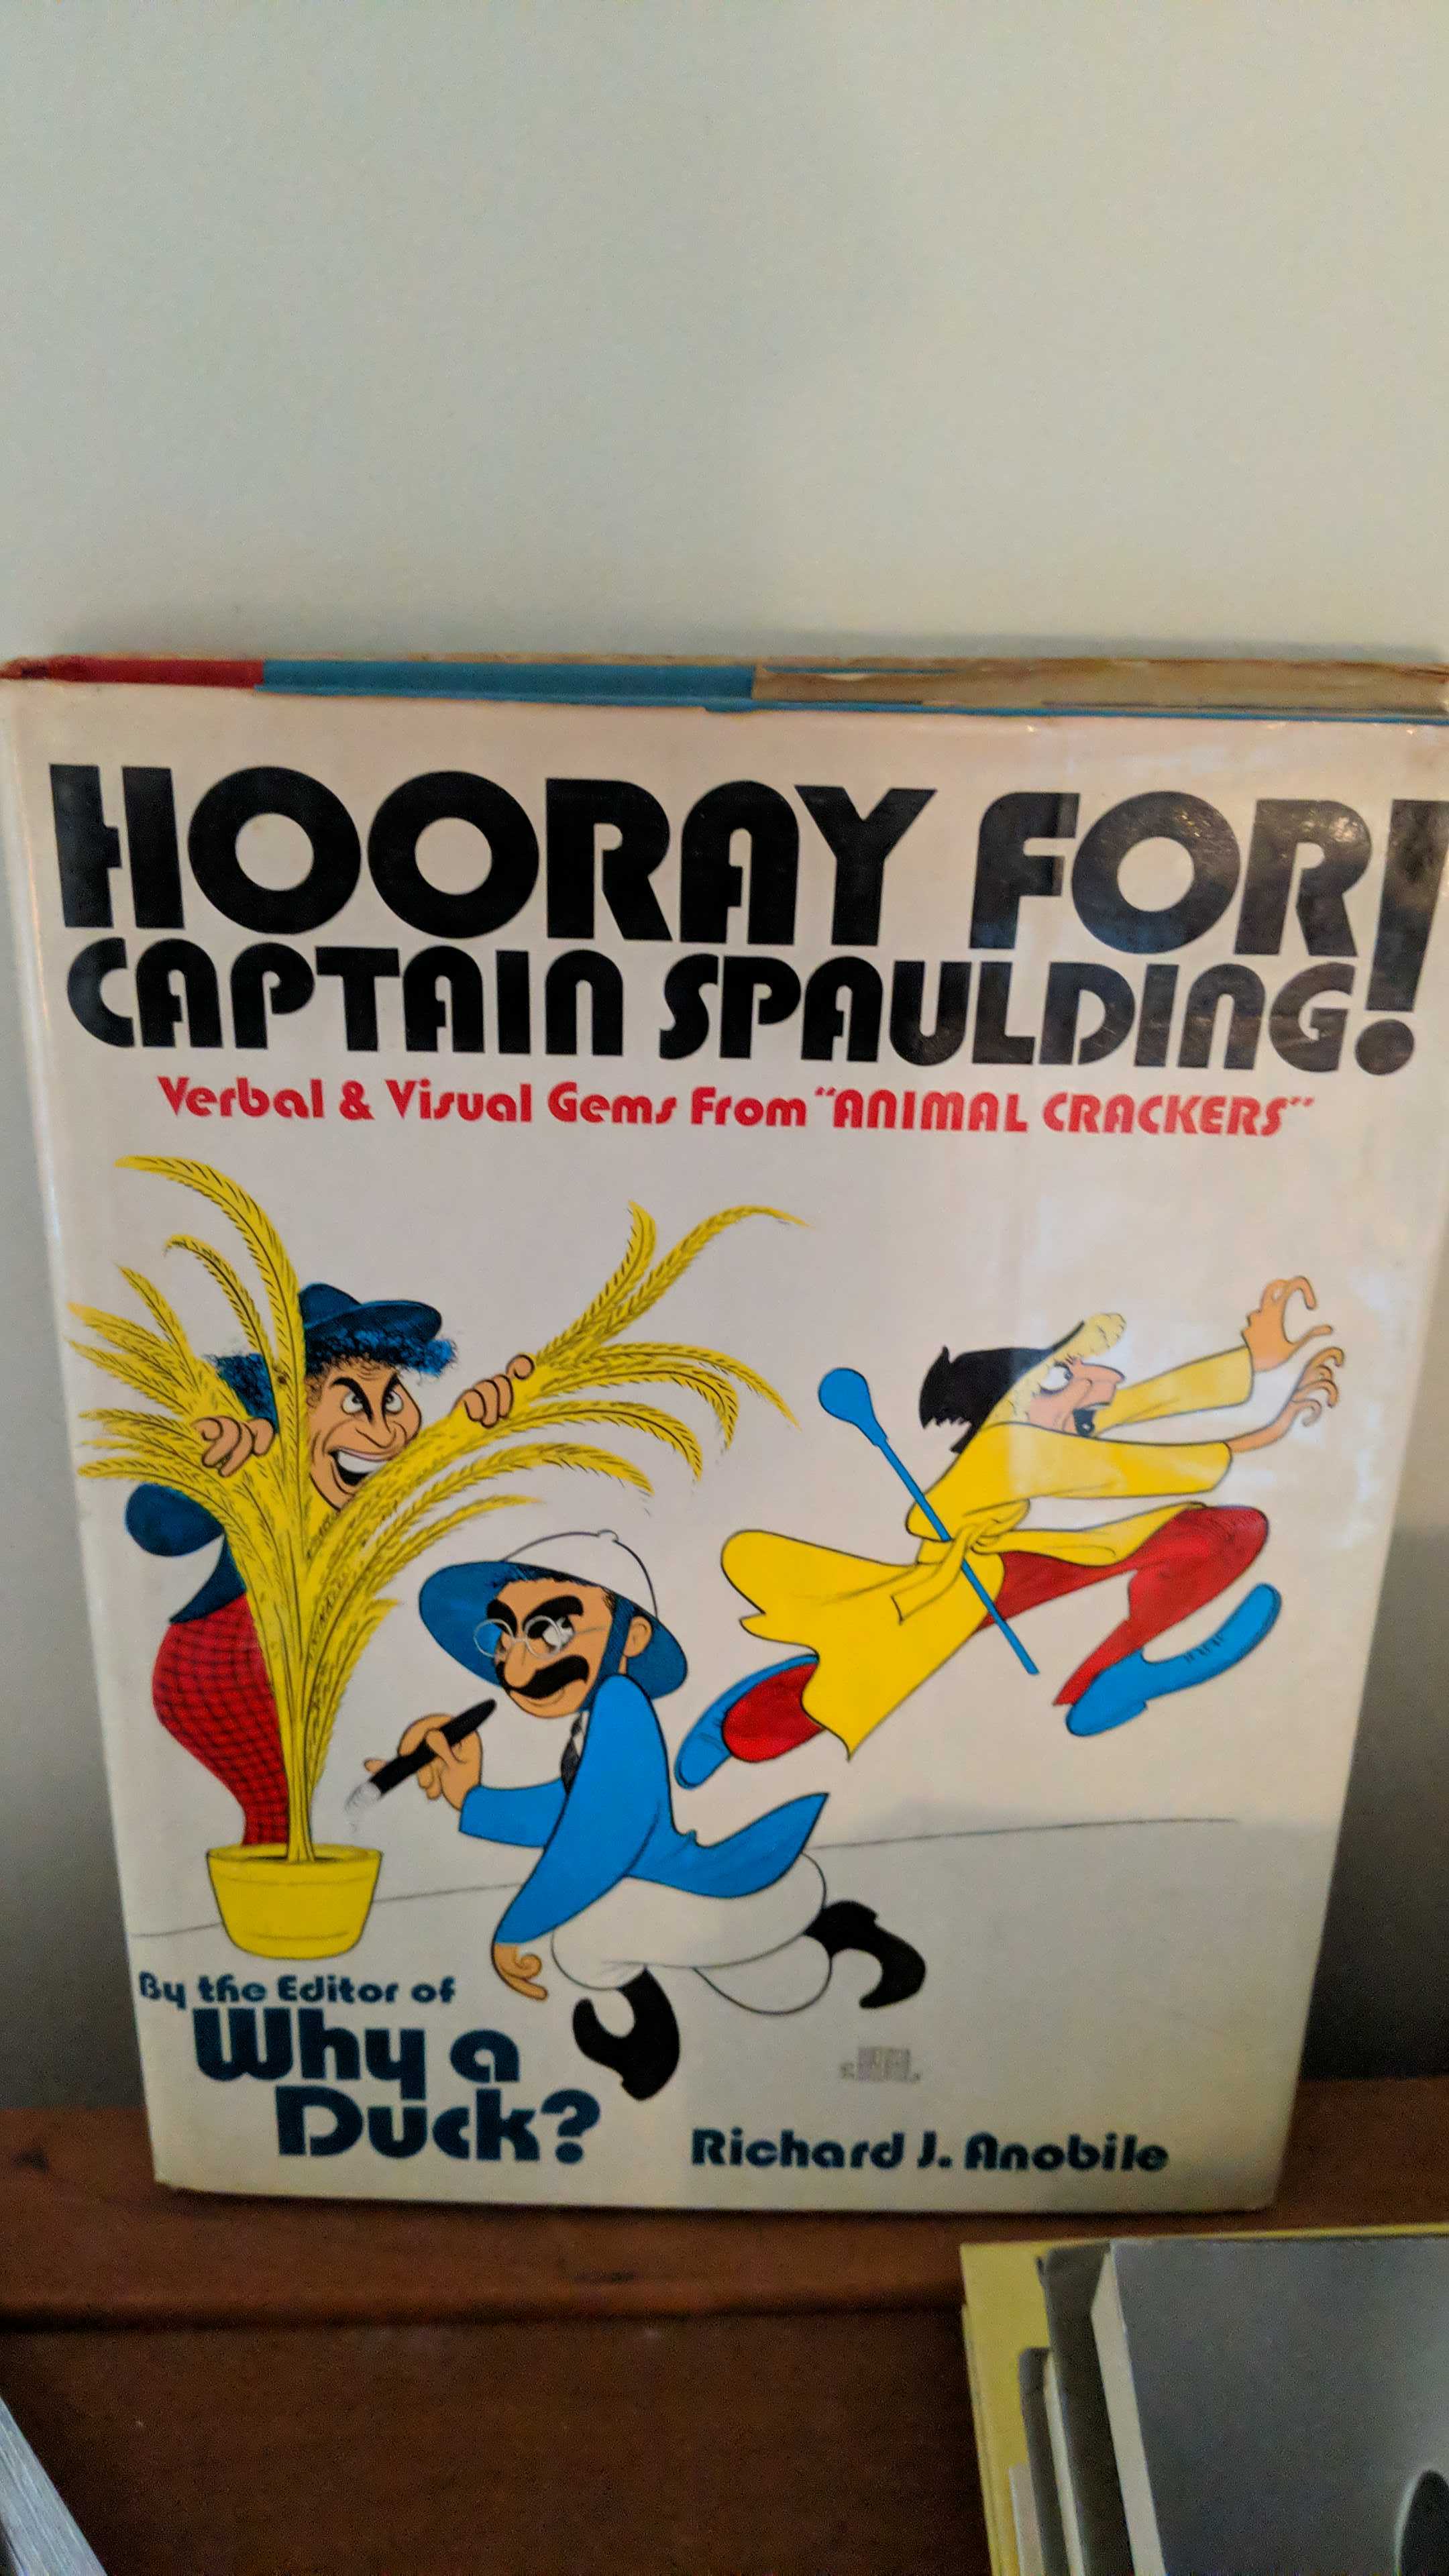 HOORAY FOR
CAPTAIN SPAULDING!
Verbal & Visual Gems From "ANIMAL CRACKERS"
By the Editor of
Why a
Duck?
Richard J. Anobile